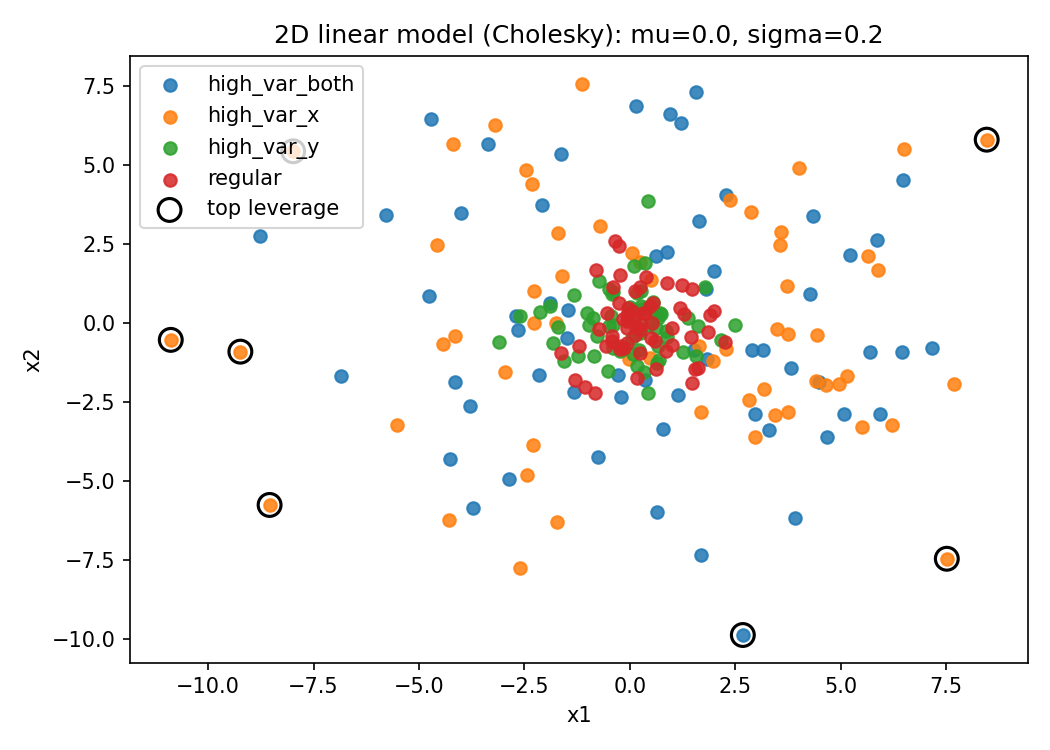 2D linear model (Cholesky): mu=0.0, sigma=0.2
high_var_both
high_var_x
high_var_y
regular
top leverage
7.5
5.0
2.5
0.0
−2.5
−5.0
−7.5
−10.0
x2
−10.0 −7.5 −5.0 −2.5 0.0 2.5 5.0 7.5
x1